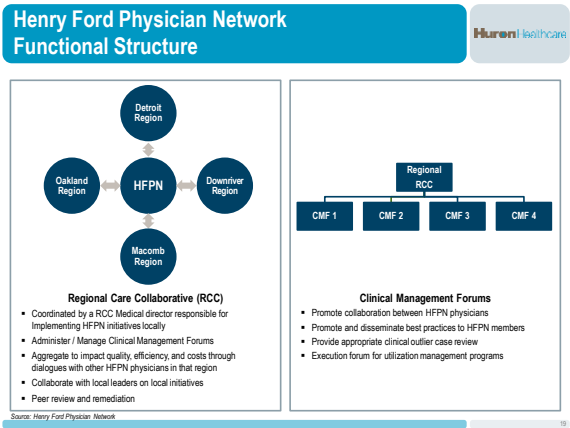 Henry Ford Physician Network
Functional Structure
HuronHealthcare
Detroit
Region
Oakland
Region
HFPN
Downriver
Region
Macomb
Region
Regional Care Collaborative (RCC)
▪ Coordinated by a RCC Medical director responsible for
Implementing HFPN initiatives locally
▪ Administer / Manage Clinical Management Forums
▪ Aggregate to impact quality, efficiency, and costs through
dialogues with other HFPN physicians in that region
▪ Collaborate with local leaders on local initiatives
▪ Peer review and remediation
Regional
RCC
CMF 1
CMF 2
CMF 3
CMF 4
Clinical Management Forums
▪ Promote collaboration between HFPN physicians
▪ Promote and disseminate best practices to HFPN members
▪ Provide appropriate clinical outlier case review
▪ Execution forum for utilization management programs
Source: Henry Ford Physician Network
19